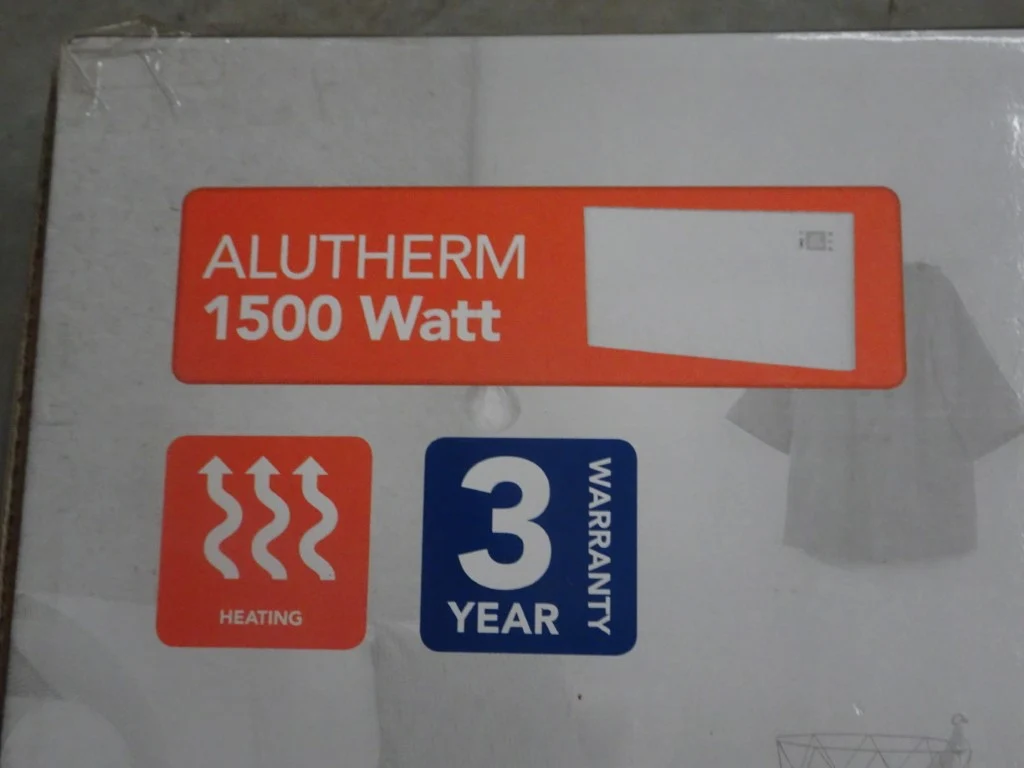 ALUTHERM
1500 Watt
HEATING
3
YEAR
WARRANTY